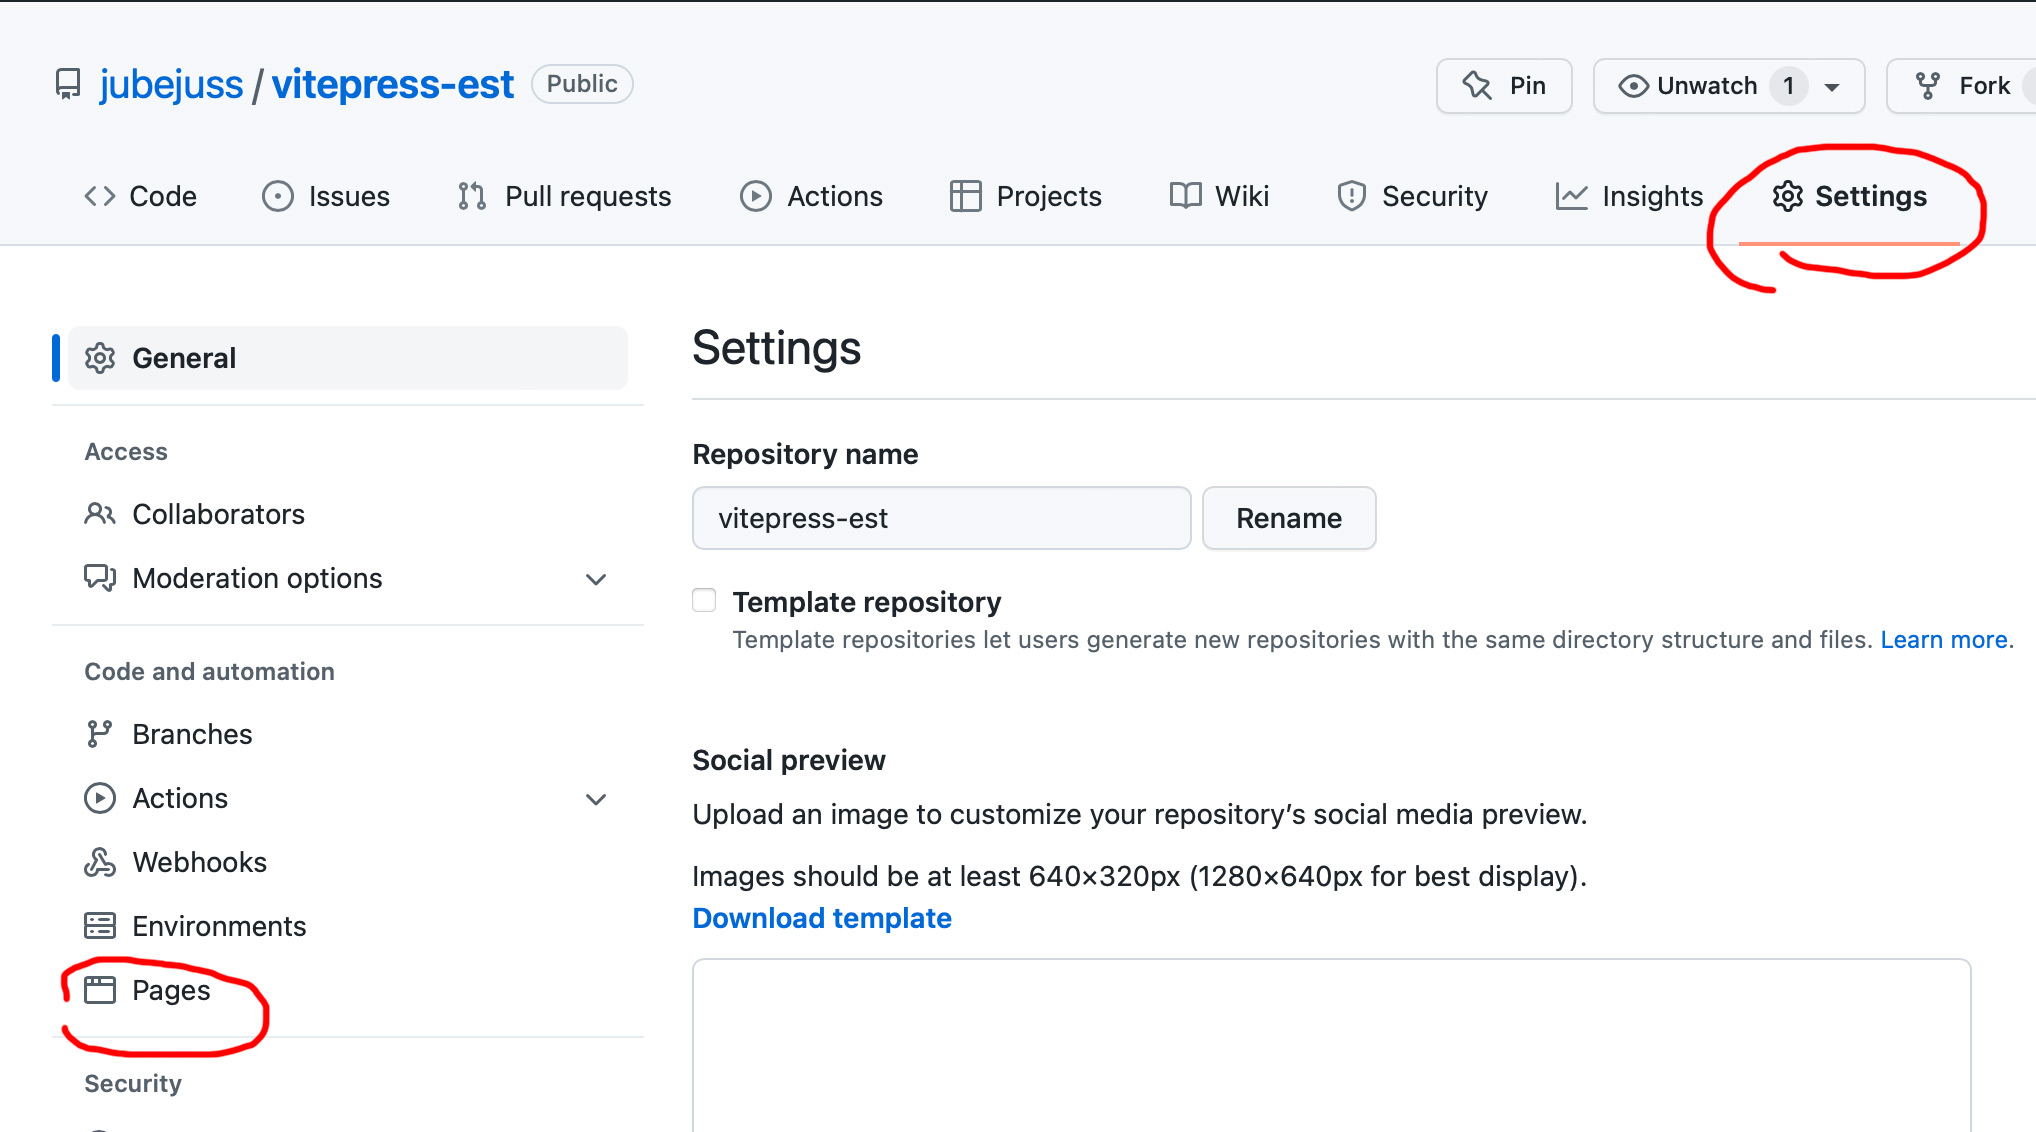 jubejuss / vitepress-est Public
Pin Unwatch 1 Fork
Code Issues Pull requests Actions Projects Wiki Security Insights Settings
General
Access
Collaborators
Moderation options
Code and automation
Branches
Actions
Webhooks
Environments
Pages
Security
Settings
Repository name
vitepress-est Rename
Template repository
Template repositories let users generate new repositories with the same directory structure and files. Learn more.
Social preview
Upload an image to customize your repository’s social media preview.
Images should be at least 640×320px (1280×640px for best display).
Download template